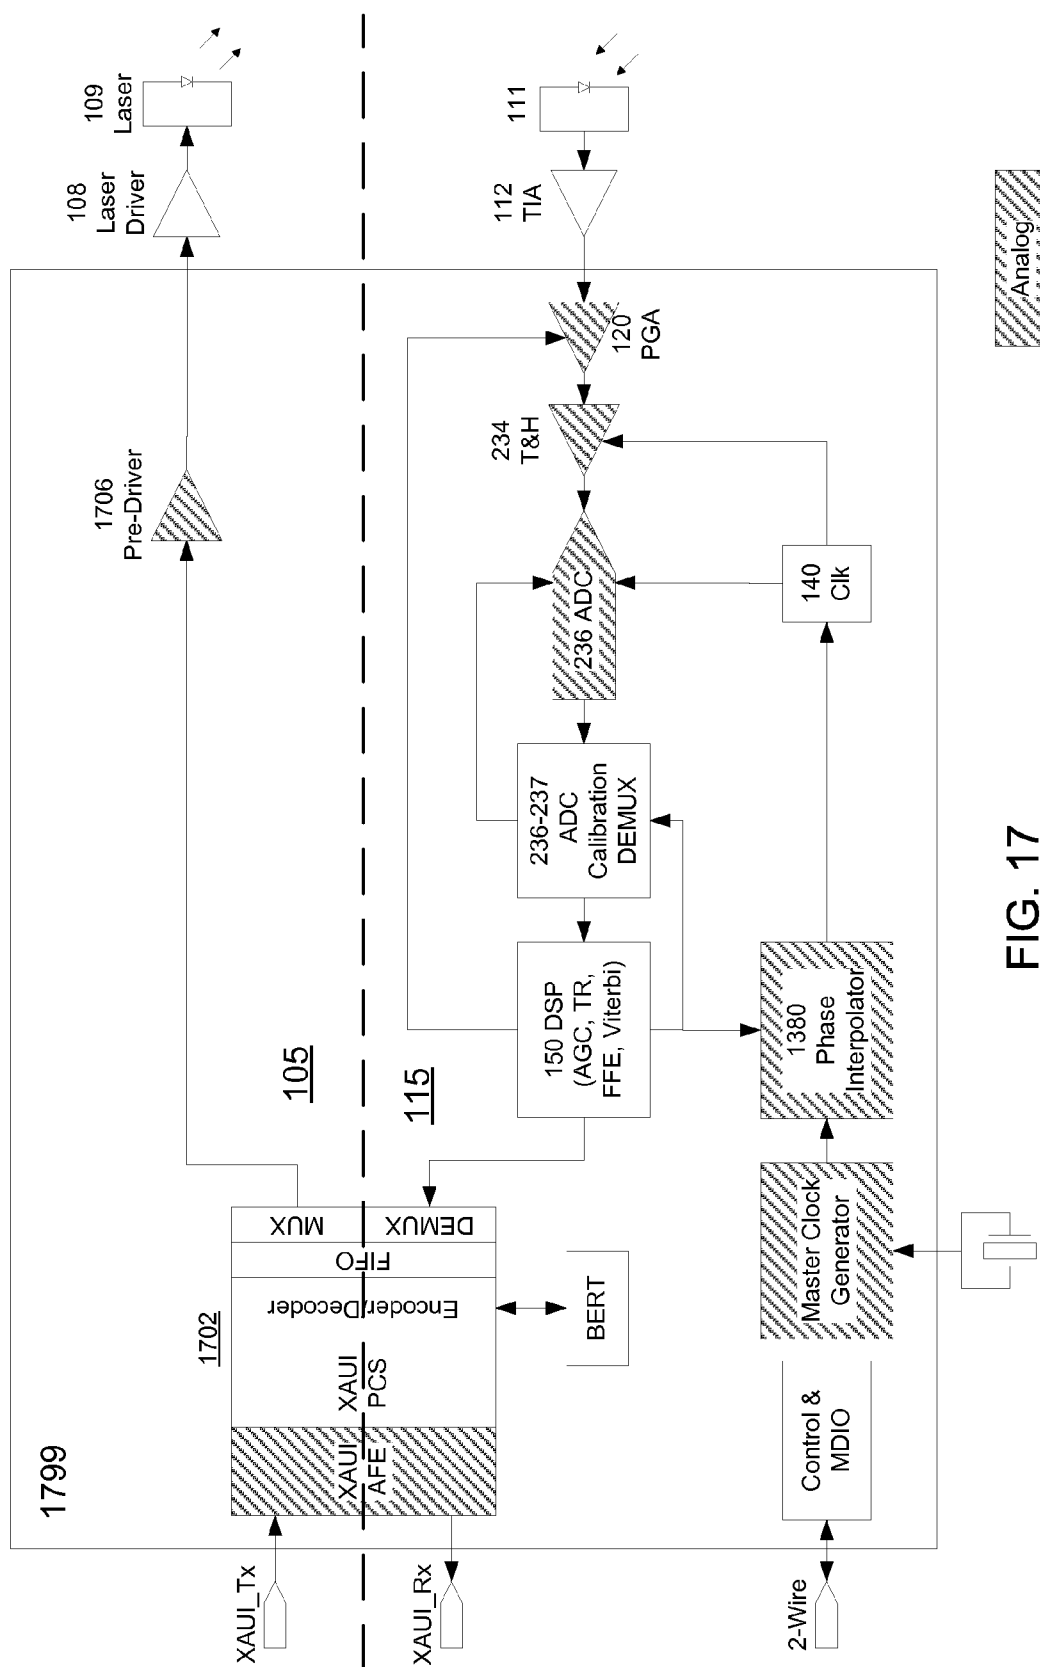 1799
XAUI_Tx
XAUI_Rx
2-Wire
1702
XAUI
AFE
XAUI
PCS
Encoder/Decoder
FIFO
MUX
DEMUX
BERT
105
115
1706
Pre-Driver
108
Laser
Driver
109
Laser
111
112
TIA
120
PGA
234
T&H
236 ADC
236-237
ADC
Calibration
DEMUX
150 DSP
(AGC, TR,
FFE, Viterbi)
140
Clk
1380
Phase
Interpolator
Master Clock
Generator
Control &
MDIO
Analog
FIG. 17